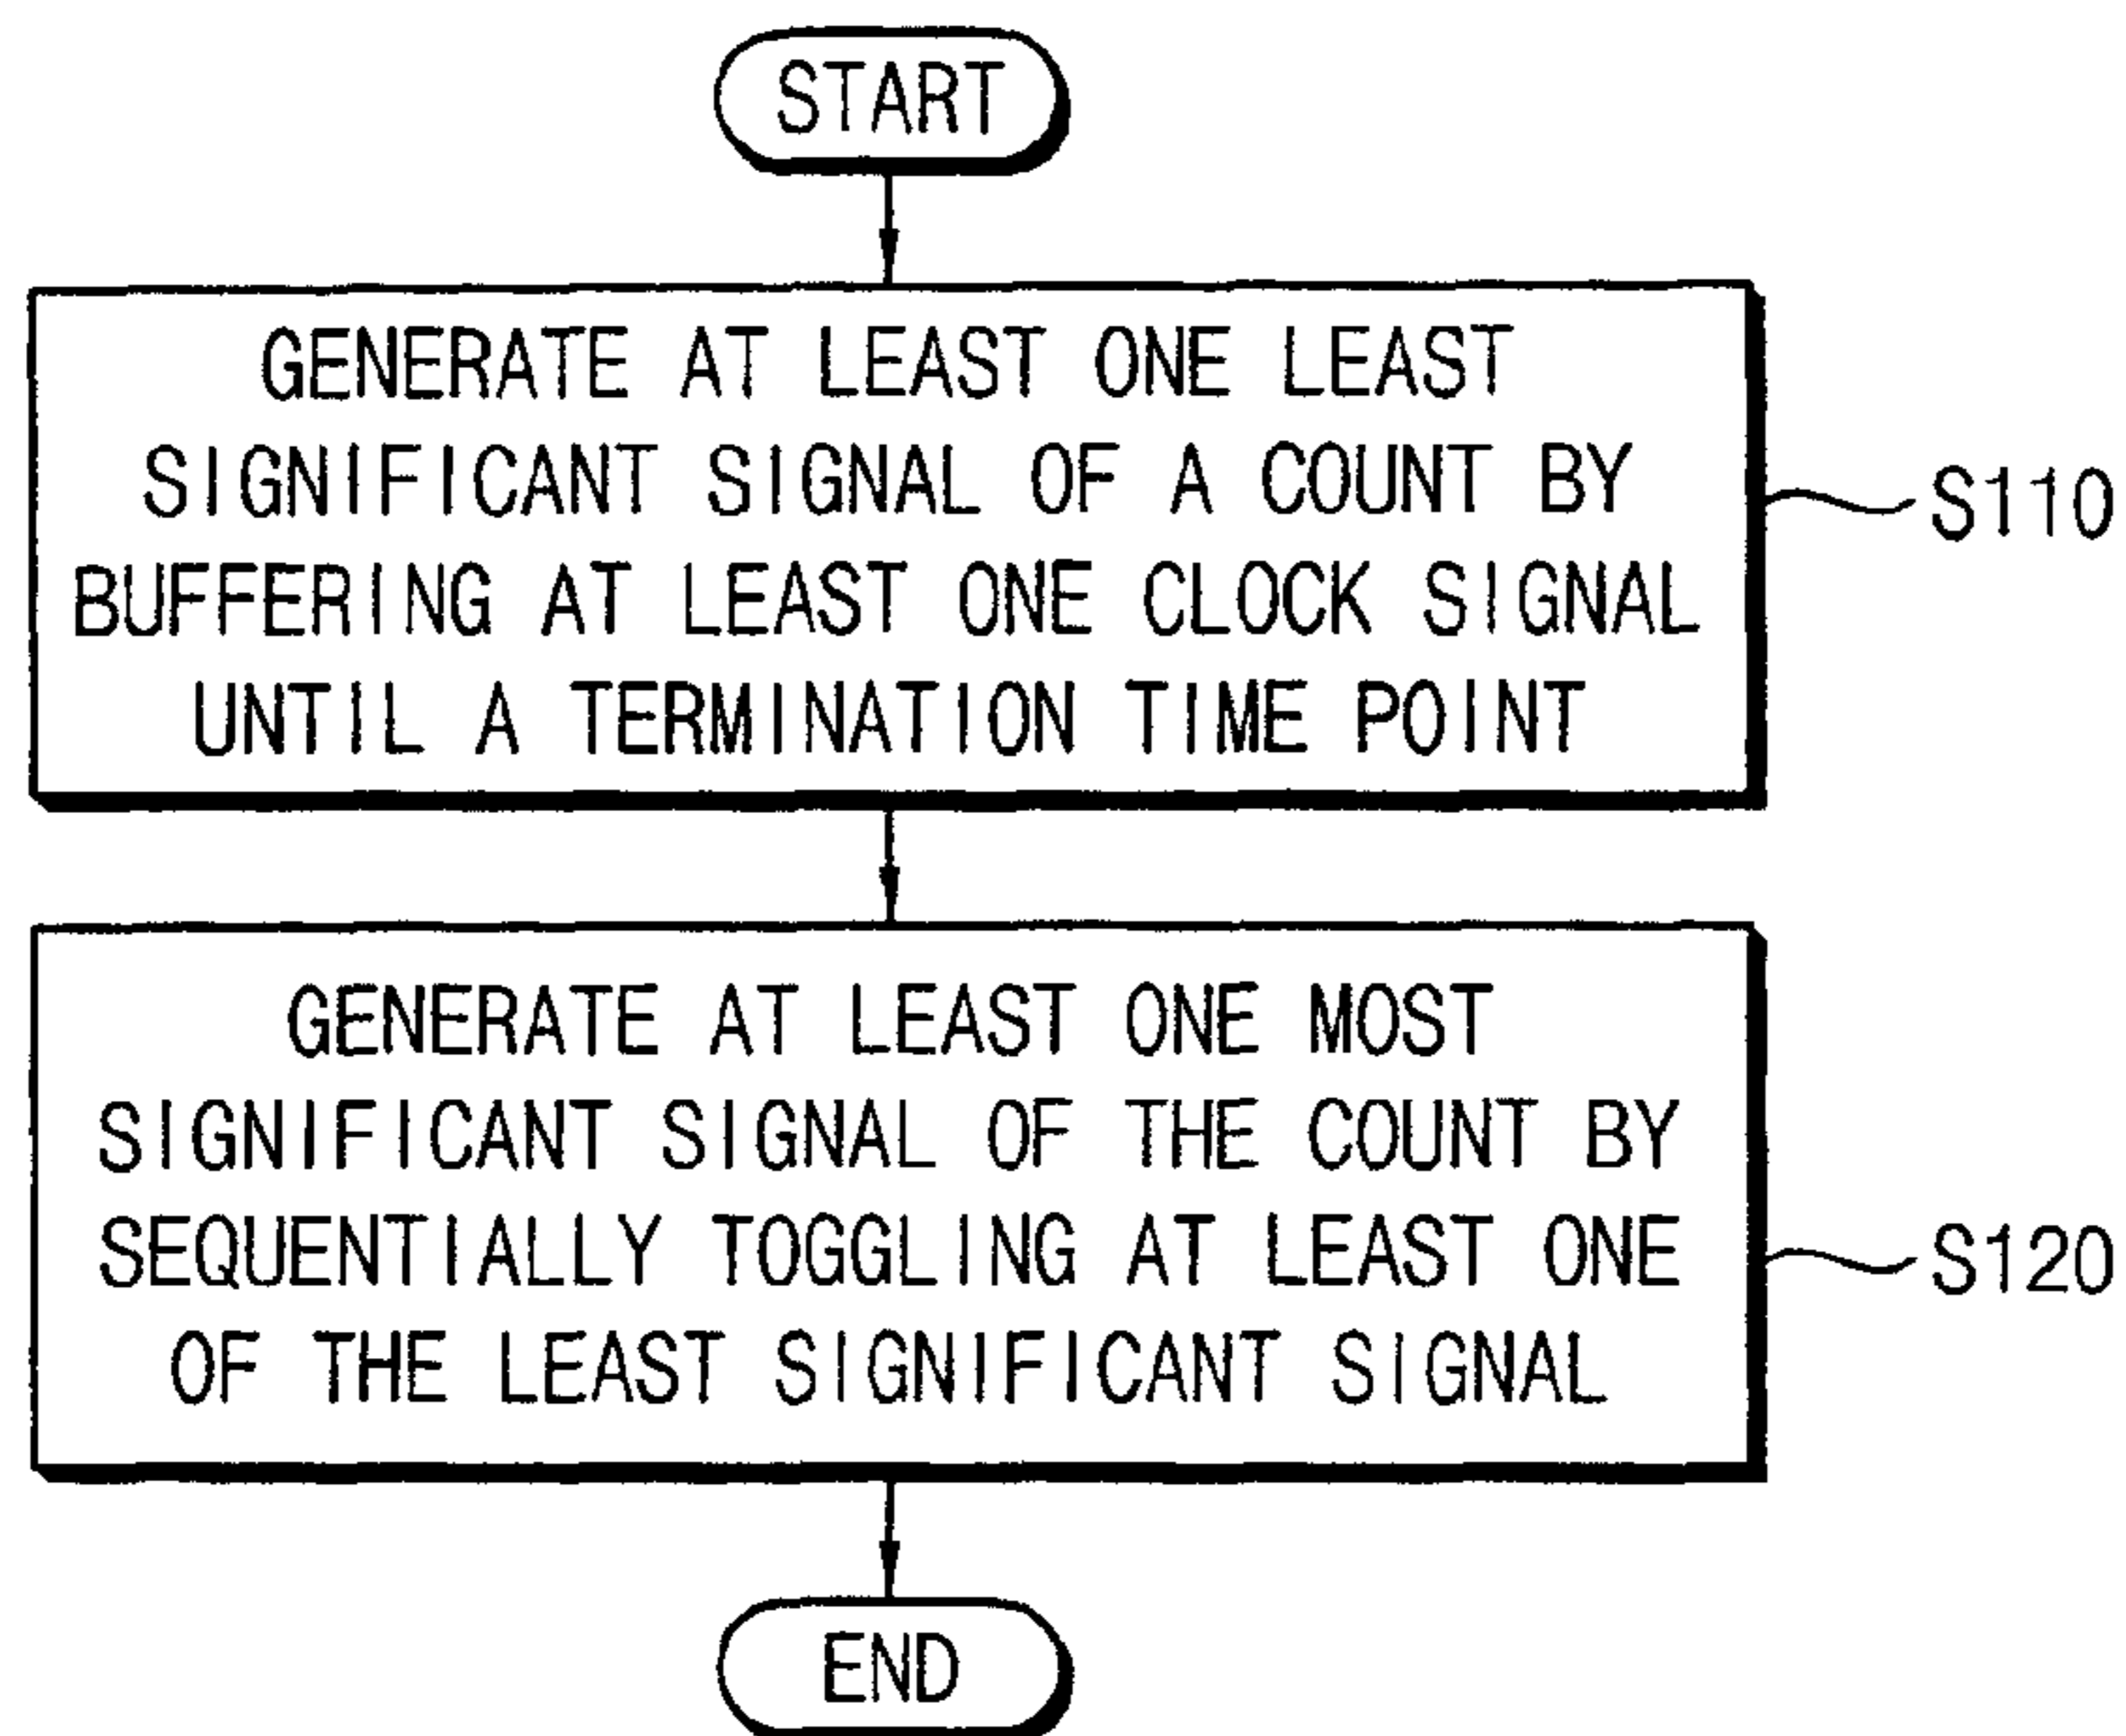 START
GENERATE AT LEAST ONE LEAST
SIGNIFICANT SIGNAL OF A COUNT BY
BUFFERING AT LEAST ONE CLOCK SIGNAL
UNTIL A TERMINATION TIME POINT
S110
GENERATE AT LEAST ONE MOST
SIGNIFICANT SIGNAL OF THE COUNT BY
SEQUENTIALLY TOGGLING AT LEAST ONE
OF THE LEAST SIGNIFICANT SIGNAL
S120
END